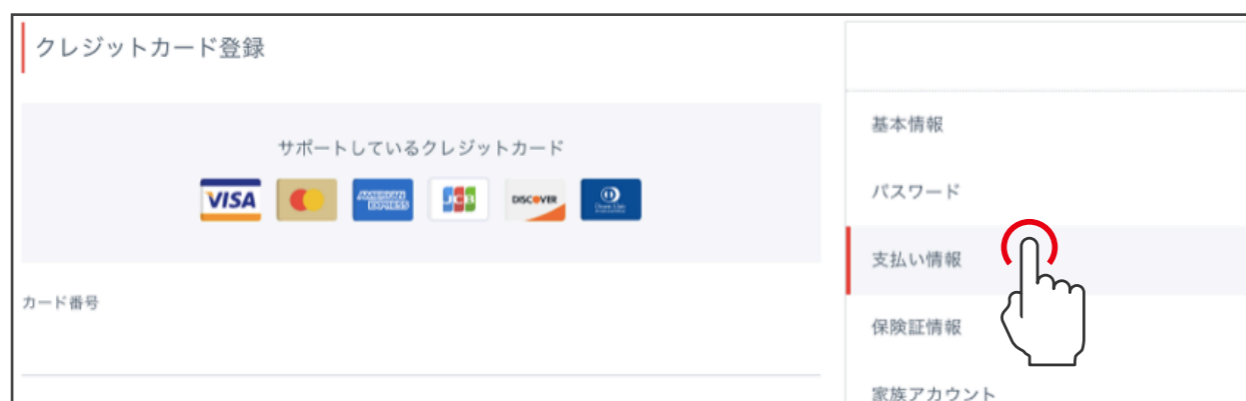 クレジットカード登録
サポートしているクレジットカード
VISA
AMERICAN EXPRESS
JCB
DISCOVER
カード番号
基本情報
パスワード
支払い情報
保険証情報
家族アカウント